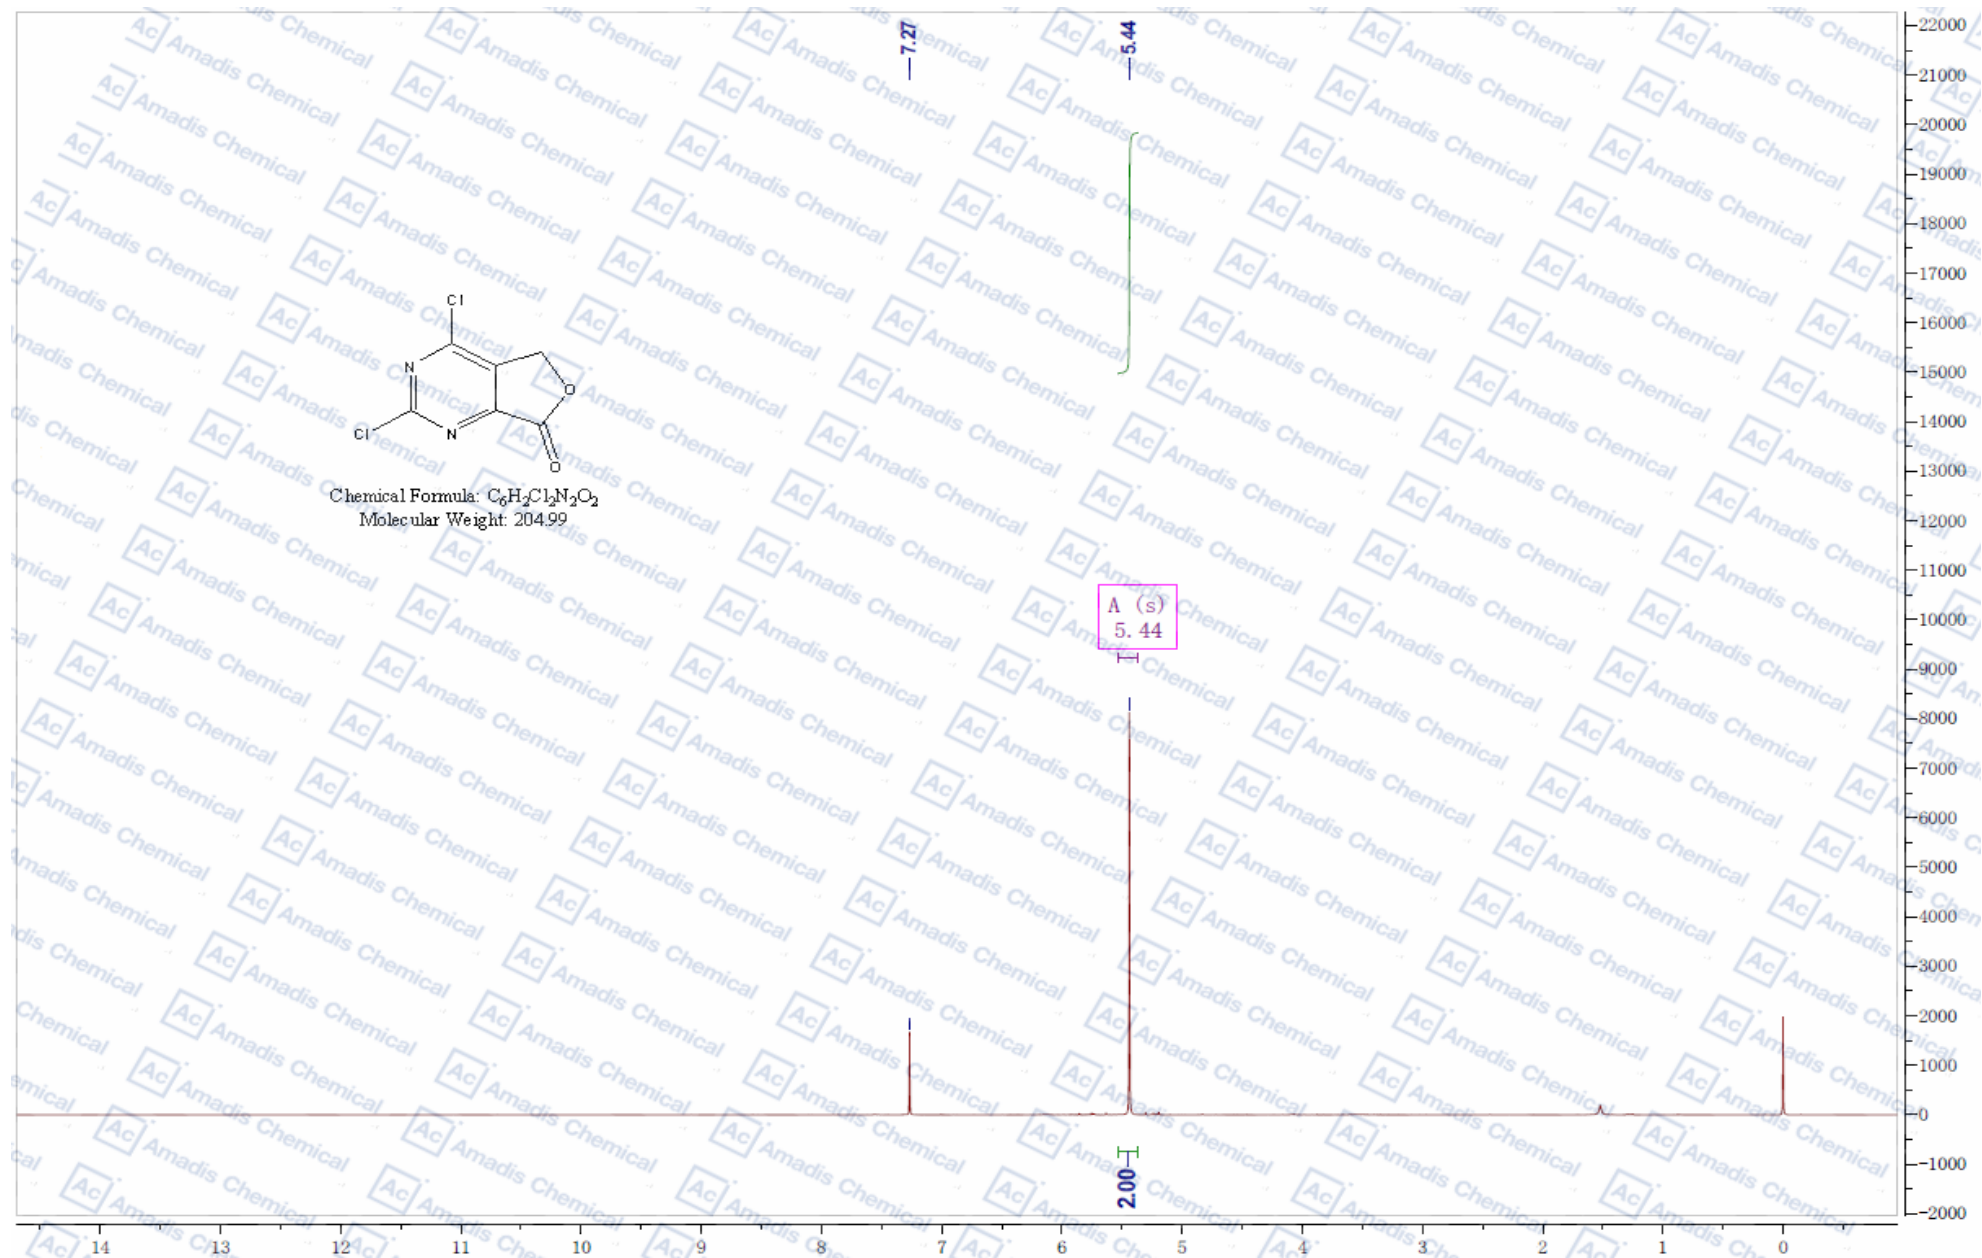 7.27
5.44
Cl
N
O
Cl
N
O
Chemical Formula: C₆H₂Cl₂N₂O₂
Molecular Weight: 204.99
A (s)
5.44
2.00
22000
21000
20000
19000
18000
17000
16000
15000
14000
13000
12000
11000
10000
9000
8000
7000
6000
5000
4000
3000
2000
1000
0
-1000
-2000
14 13 12 11 10 9 8 7 6 5 4 3 2 1 0
Ac Amadis Chemical